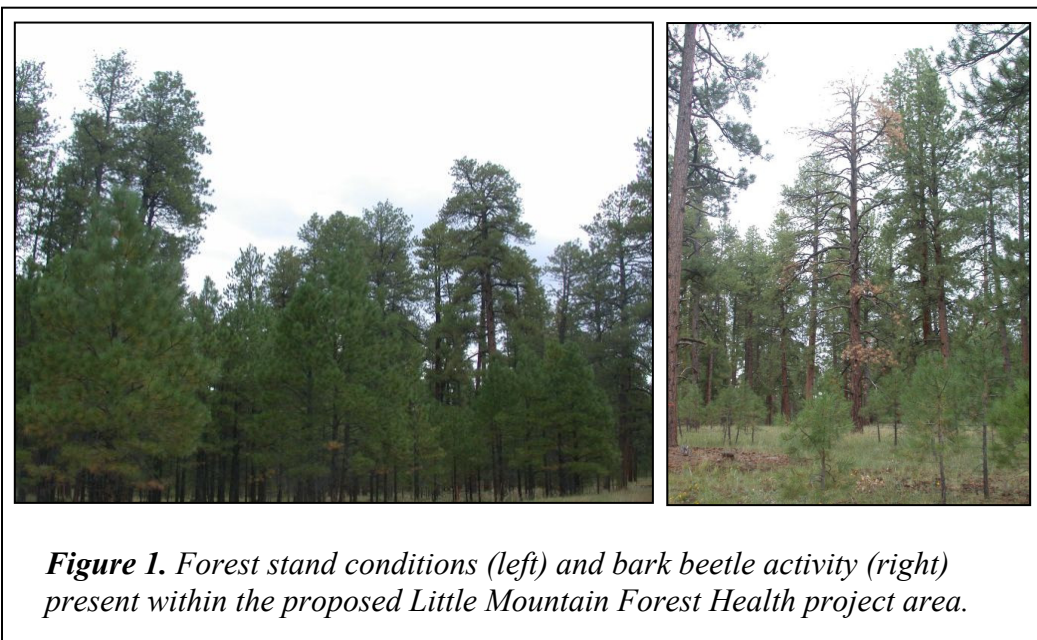 Figure 1. Forest stand conditions (left) and bark beetle activity (right)
present within the proposed Little Mountain Forest Health project area.